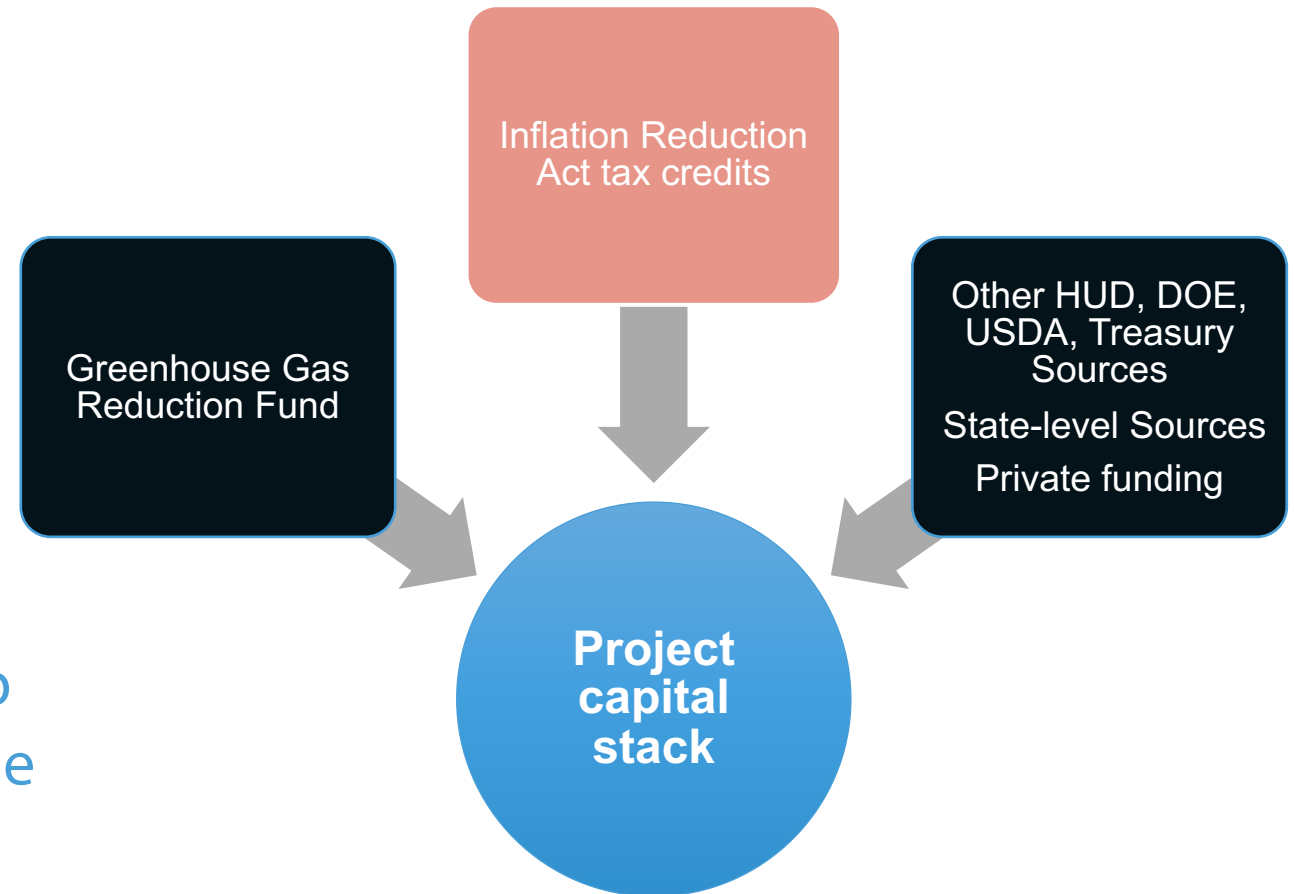 Inflation Reduction
Act tax credits
Greenhouse Gas
Reduction Fund
Other HUD, DOE,
USDA, Treasury
Sources
State-level Sources
Private funding
Project
capital
stack